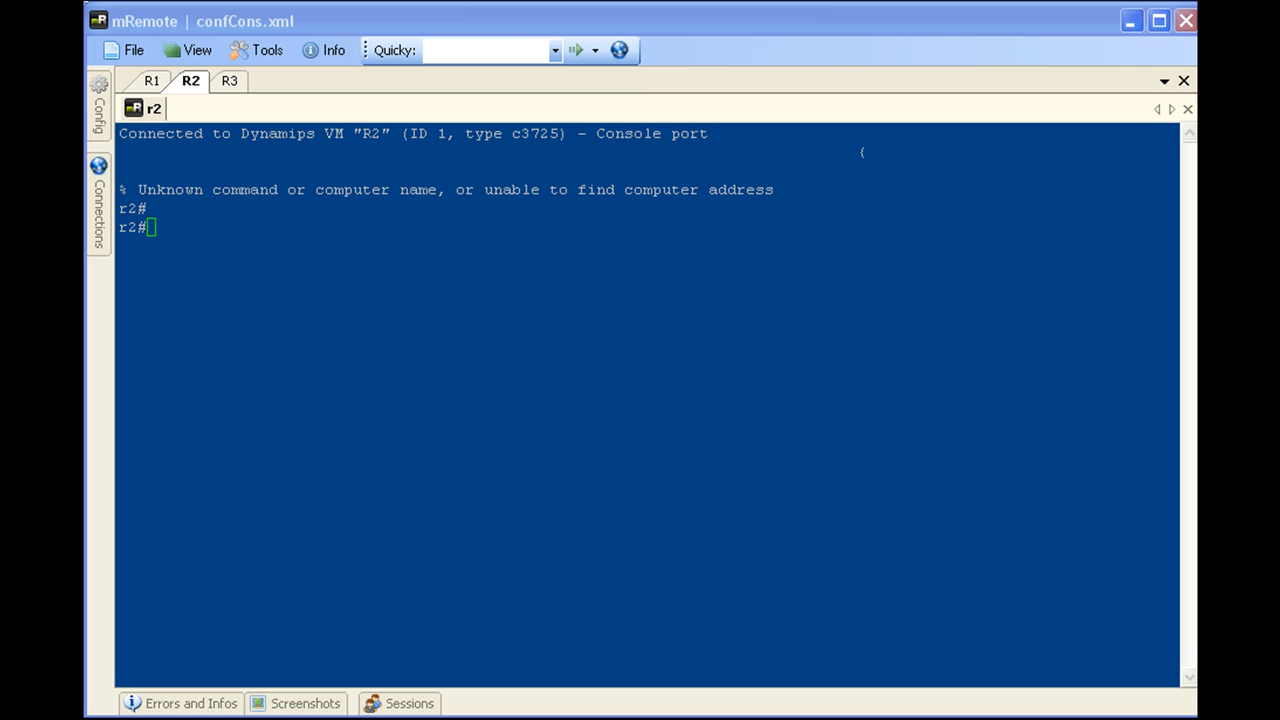 mR mRemote | confCons.xml
File View Tools Info Quicky:
R1 R2 R3
Config
Connections
mR r2
Connected to Dynamips VM "R2" (ID 1, type c3725) - Console port
{
% Unknown command or computer name, or unable to find computer address
r2#
r2#
Errors and Infos Screenshots Sessions